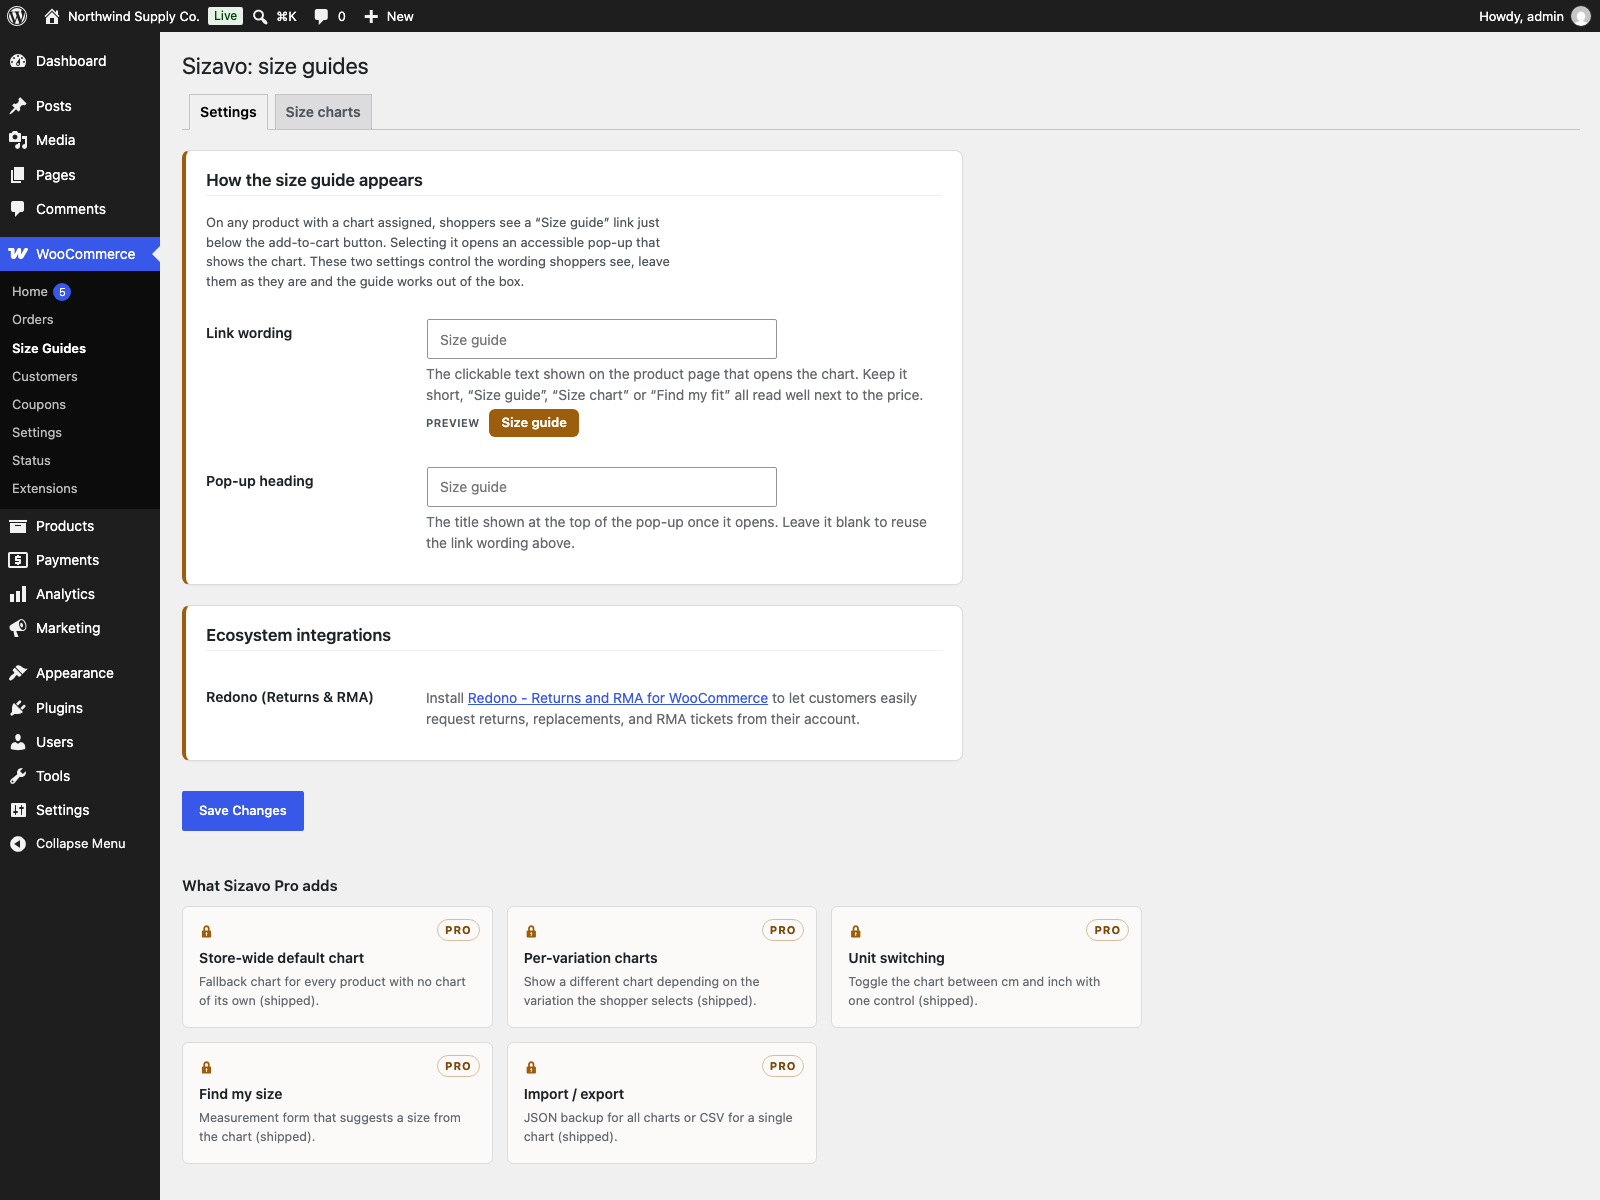 Northwind Supply Co. Live ⌘K 0 New Howdy, admin
Dashboard
Posts
Media
Pages
Comments
WooCommerce
Home 5
Orders
Size Guides
Customers
Coupons
Settings
Status
Extensions
Products
Payments
Analytics
Marketing
Appearance
Plugins
Users
Tools
Settings
Collapse Menu
Sizavo: size guides
Settings Size charts
How the size guide appears
On any product with a chart assigned, shoppers see a “Size guide” link just
below the add-to-cart button. Selecting it opens an accessible pop-up that
shows the chart. These two settings control the wording shoppers see, leave
them as they are and the guide works out of the box.
Link wording
Size guide
The clickable text shown on the product page that opens the chart. Keep it
short, “Size guide”, “Size chart” or “Find my fit” all read well next to the price.
PREVIEW Size guide
Pop-up heading
Size guide
The title shown at the top of the pop-up once it opens. Leave it blank to reuse
the link wording above.
Ecosystem integrations
Redono (Returns & RMA)
Install Redono - Returns and RMA for WooCommerce to let customers easily
request returns, replacements, and RMA tickets from their account.
Save Changes
What Sizavo Pro adds
PRO
Store-wide default chart
Fallback chart for every product with no chart
of its own (shipped).
PRO
Per-variation charts
Show a different chart depending on the
variation the shopper selects (shipped).
PRO
Unit switching
Toggle the chart between cm and inch with
one control (shipped).
PRO
Find my size
Measurement form that suggests a size from
the chart (shipped).
PRO
Import / export
JSON backup for all charts or CSV for a single
chart (shipped).